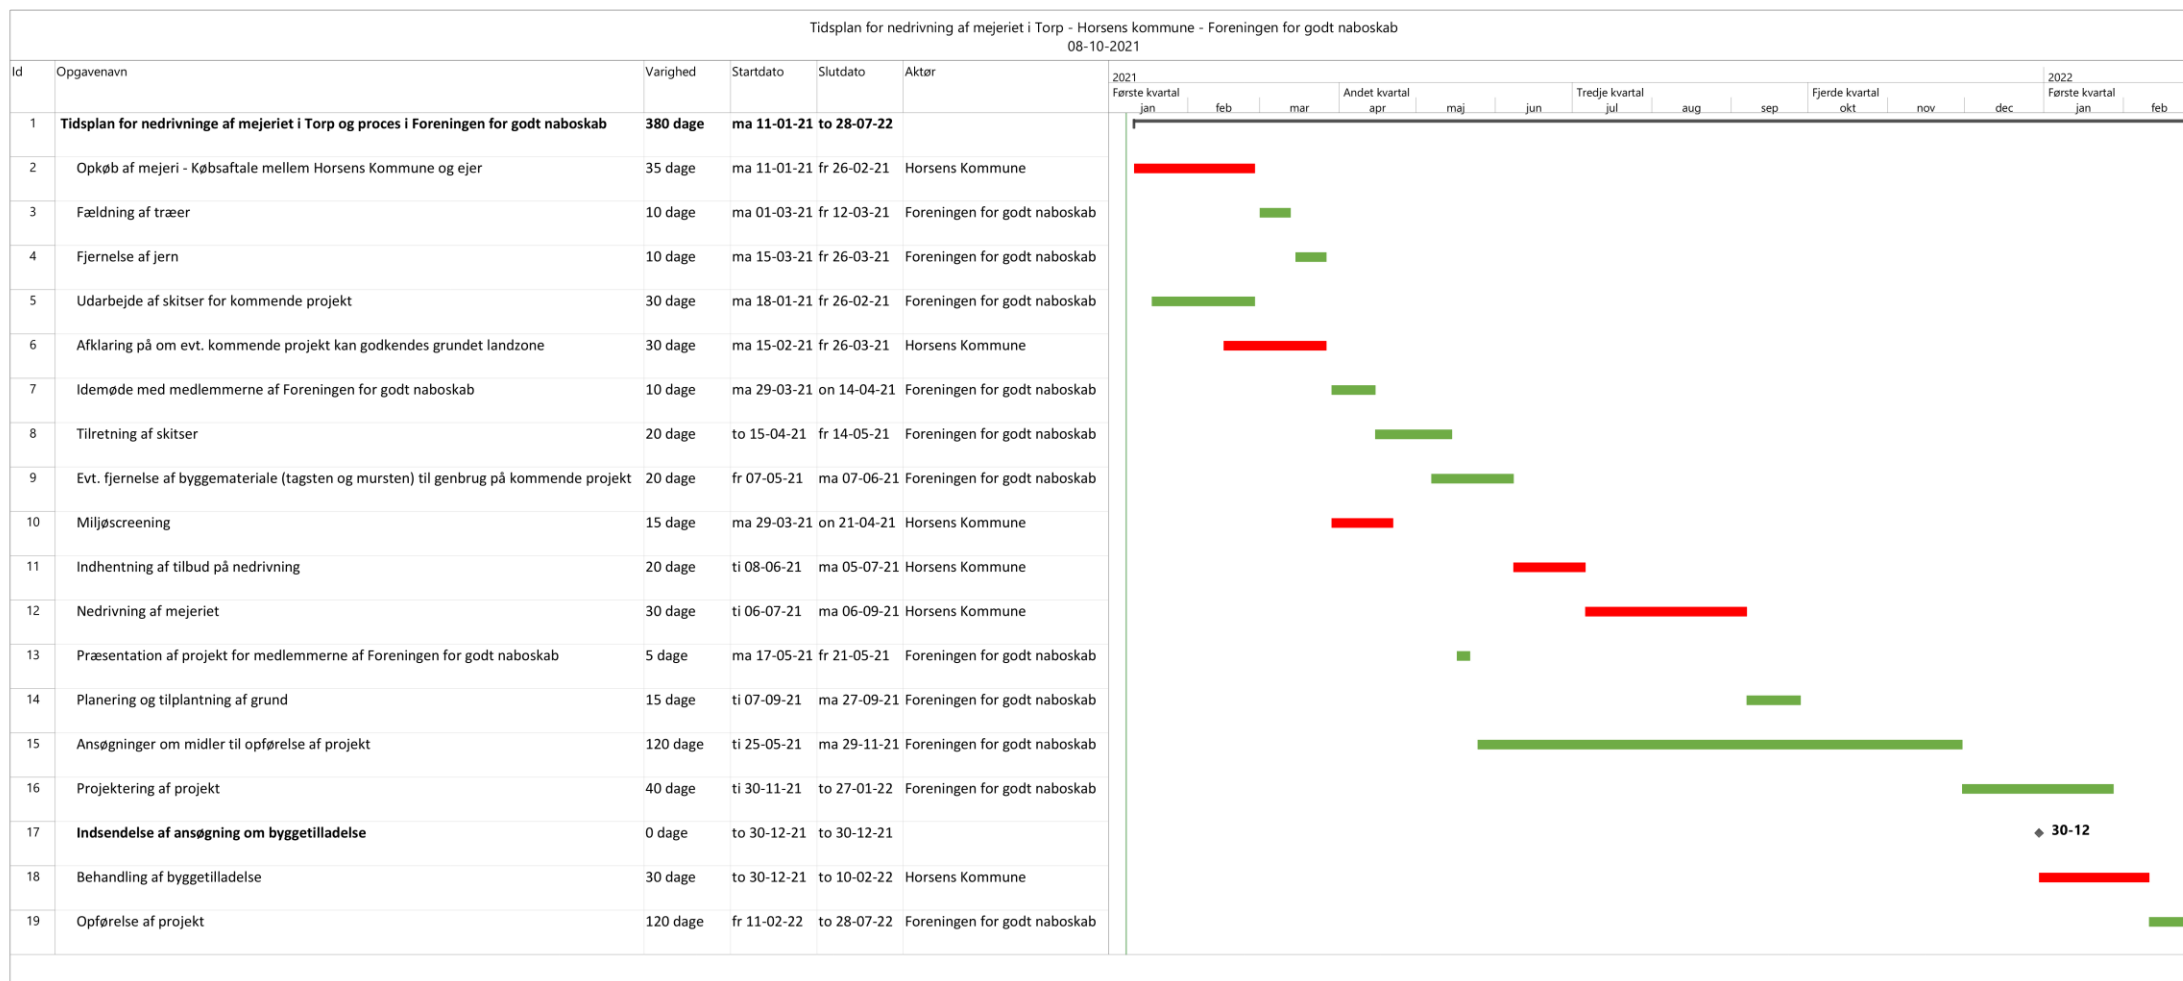 Tidsplan for nedrivning af mejeriet i Torp - Horsens kommune - Foreningen for godt naboskab
08-10-2021
Id Opgavenavn Varighed Startdato Slutdato Aktør
2021 2022
Første kvartal Andet kvartal Tredje kvartal Fjerde kvartal Første kvartal
jan feb mar apr maj jun jul aug sep okt nov dec jan feb
1 Tidsplan for nedrivninge af mejeriet i Torp og proces i Foreningen for godt naboskab 380 dage ma 11-01-21 to 28-07-22
2 Opkøb af mejeri - Købsaftale mellem Horsens Kommune og ejer 35 dage ma 11-01-21 fr 26-02-21 Horsens Kommune
3 Fældning af træer 10 dage ma 01-03-21 fr 12-03-21 Foreningen for godt naboskab
4 Fjernelse af jern 10 dage ma 15-03-21 fr 26-03-21 Foreningen for godt naboskab
5 Udarbejde af skitser for kommende projekt 30 dage ma 18-01-21 fr 26-02-21 Foreningen for godt naboskab
6 Afklaring på om evt. kommende projekt kan godkendes grundet landzone 30 dage ma 15-02-21 fr 26-03-21 Horsens Kommune
7 Idemøde med medlemmerne af Foreningen for godt naboskab 10 dage ma 29-03-21 on 14-04-21 Foreningen for godt naboskab
8 Tilretning af skitser 20 dage to 15-04-21 fr 14-05-21 Foreningen for godt naboskab
9 Evt. fjernelse af byggemateriale (tagsten og mursten) til genbrug på kommende projekt 20 dage fr 07-05-21 ma 07-06-21 Foreningen for godt naboskab
10 Miljøscreening 15 dage ma 29-03-21 on 21-04-21 Horsens Kommune
11 Indhentning af tilbud på nedrivning 20 dage ti 08-06-21 ma 05-07-21 Horsens Kommune
12 Nedrivning af mejeriet 30 dage ti 06-07-21 ma 06-09-21 Horsens Kommune
13 Præsentation af projekt for medlemmerne af Foreningen for godt naboskab 5 dage ma 17-05-21 fr 21-05-21 Foreningen for godt naboskab
14 Planering og tilplantning af grund 15 dage ti 07-09-21 ma 27-09-21 Foreningen for godt naboskab
15 Ansøgninger om midler til opførelse af projekt 120 dage ti 25-05-21 ma 29-11-21 Foreningen for godt naboskab
16 Projektering af projekt 40 dage ti 30-11-21 to 27-01-22 Foreningen for godt naboskab
17 Indsendelse af ansøgning om byggetilladelse 0 dage to 30-12-21 to 30-12-21 30-12
18 Behandling af byggetilladelse 30 dage to 30-12-21 to 10-02-22 Horsens Kommune
19 Opførelse af projekt 120 dage fr 11-02-22 to 28-07-22 Foreningen for godt naboskab